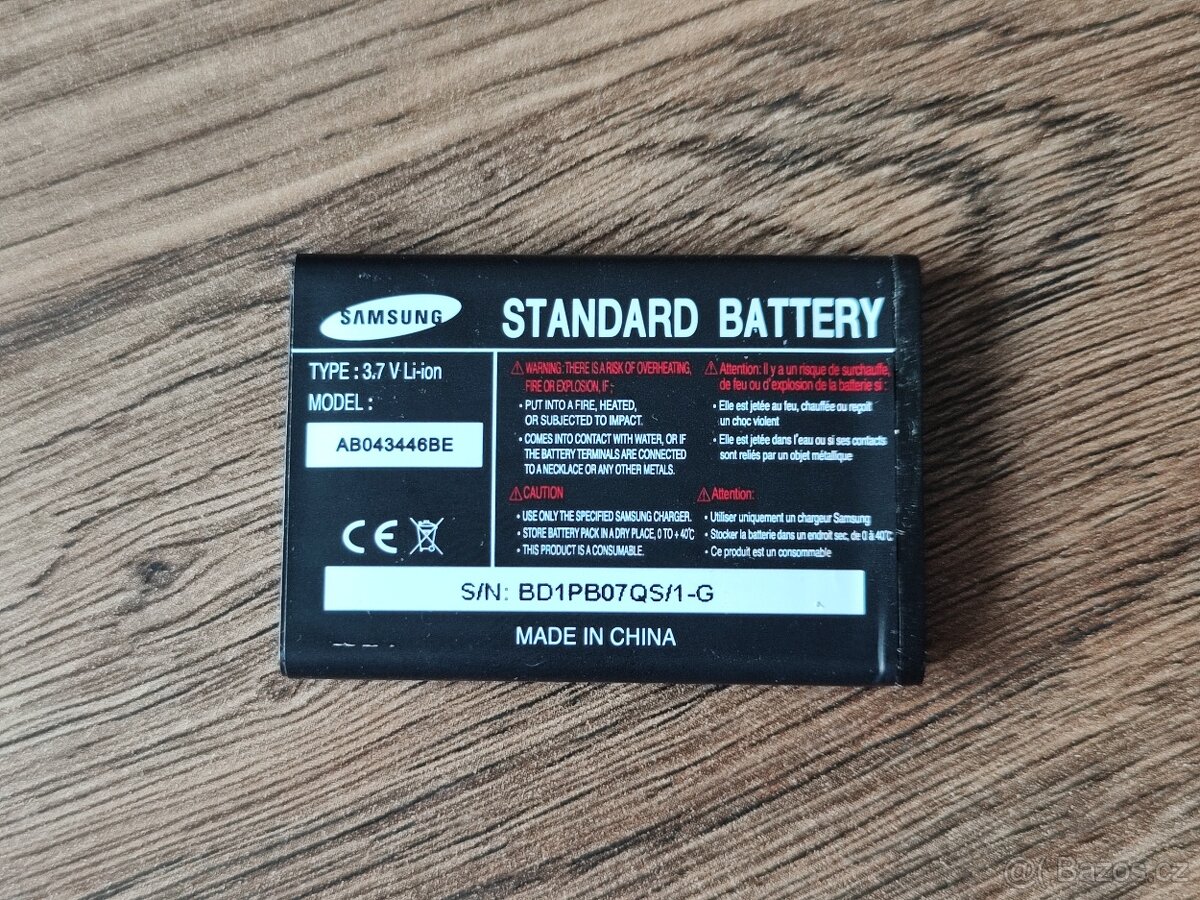 SAMSUNG
STANDARD BATTERY
TYPE : 3.7 V Li-ion
MODEL :
AB043446BE
⚠ WARNING: THERE IS A RISK OF OVERHEATING,
FIRE OR EXPLOSION, IF :
• PUT INTO A FIRE, HEATED,
OR SUBJECTED TO IMPACT.
• COMES INTO CONTACT WITH WATER, OR IF
THE BATTERY TERMINALS ARE CONNECTED
TO A NECKLACE OR ANY OTHER METALS.
⚠ CAUTION
• USE ONLY THE SPECIFIED SAMSUNG CHARGER.
• STORE BATTERY PACK IN A DRY PLACE, 0 TO + 40°C
• THIS PRODUCT IS A CONSUMABLE.
⚠ Attention: Il y a un risque de surchauffe,
de feu ou d'explosion de la batterie si :
• Elle est jetée au feu, chauffée ou reçoit
un choc violent
• Elle est jetée dans l'eau ou si ses contacts
sont reliés par un objet métallique
⚠ Attention:
• Utiliser uniquement un chargeur Samsung
• Stocker la batterie dans un endroit sec, de 0 à 40°C
• Ce produit est un consommable
CE
S/N: BD1PB07QS/1-G
MADE IN CHINA
Bazos.cz